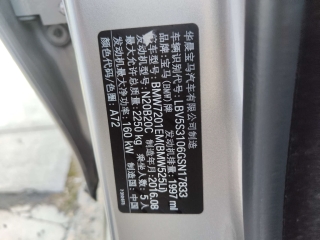 华晨宝马汽车有限公司制造
车辆识别代号: LBV5S3106GSN17833
宝马(BMW)牌 发动机排量: 1997 ml
整车型号: BMW7201EM(BMW525Li)
发动机型号: N20B20C 制造年月: 2016.08
最大允许总质量: 2250 kg 乘坐人数: 5人
发动机最大净功率: 160 kW 制造国: 中国
颜色代码: 色圈: A72